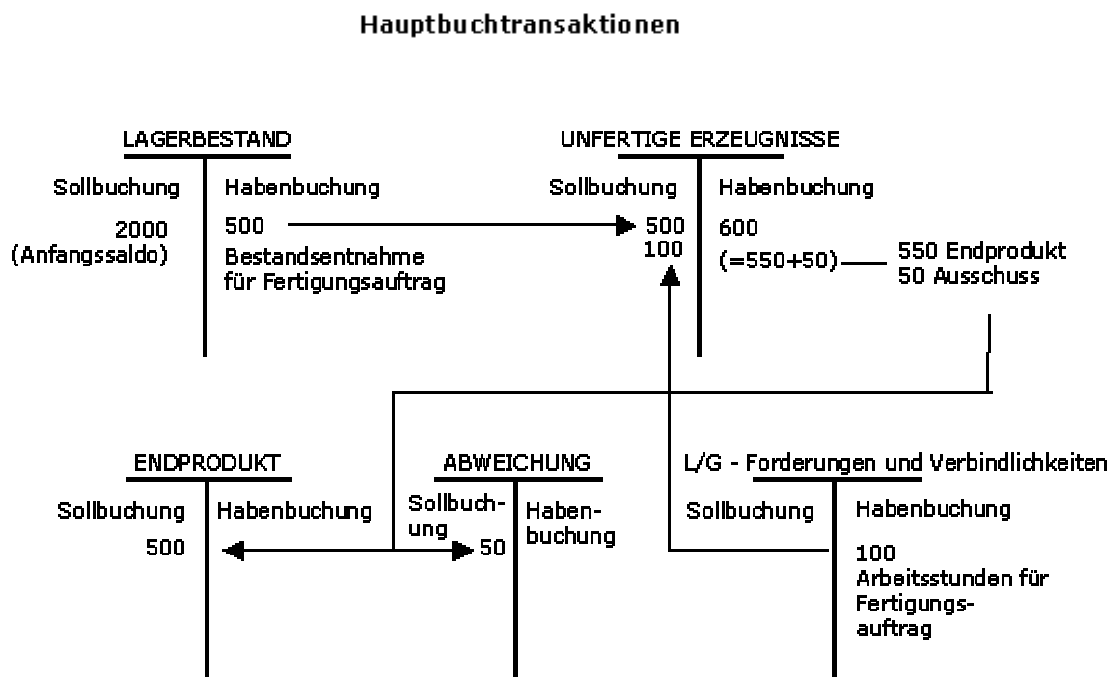 Hauptbuchtransaktionen
LAGERBESTAND
Sollbuchung
Habenbuchung
2000
(Anfangssaldo)
500
Bestandsentnahme
für Fertigungsauftrag
UNFERTIGE ERZEUGNISSE
Sollbuchung
Habenbuchung
500
100
600
(=550+50)
550 Endprodukt
50 Ausschuss
ENDPRODUKT
Sollbuchung
Habenbuchung
500
ABWEICHUNG
Sollbuch-
ung
50
Haben-
buchung
L/G - Forderungen und Verbindlichkeiten
Sollbuchung
Habenbuchung
100
Arbeitsstunden für
Fertigungs-
auftrag